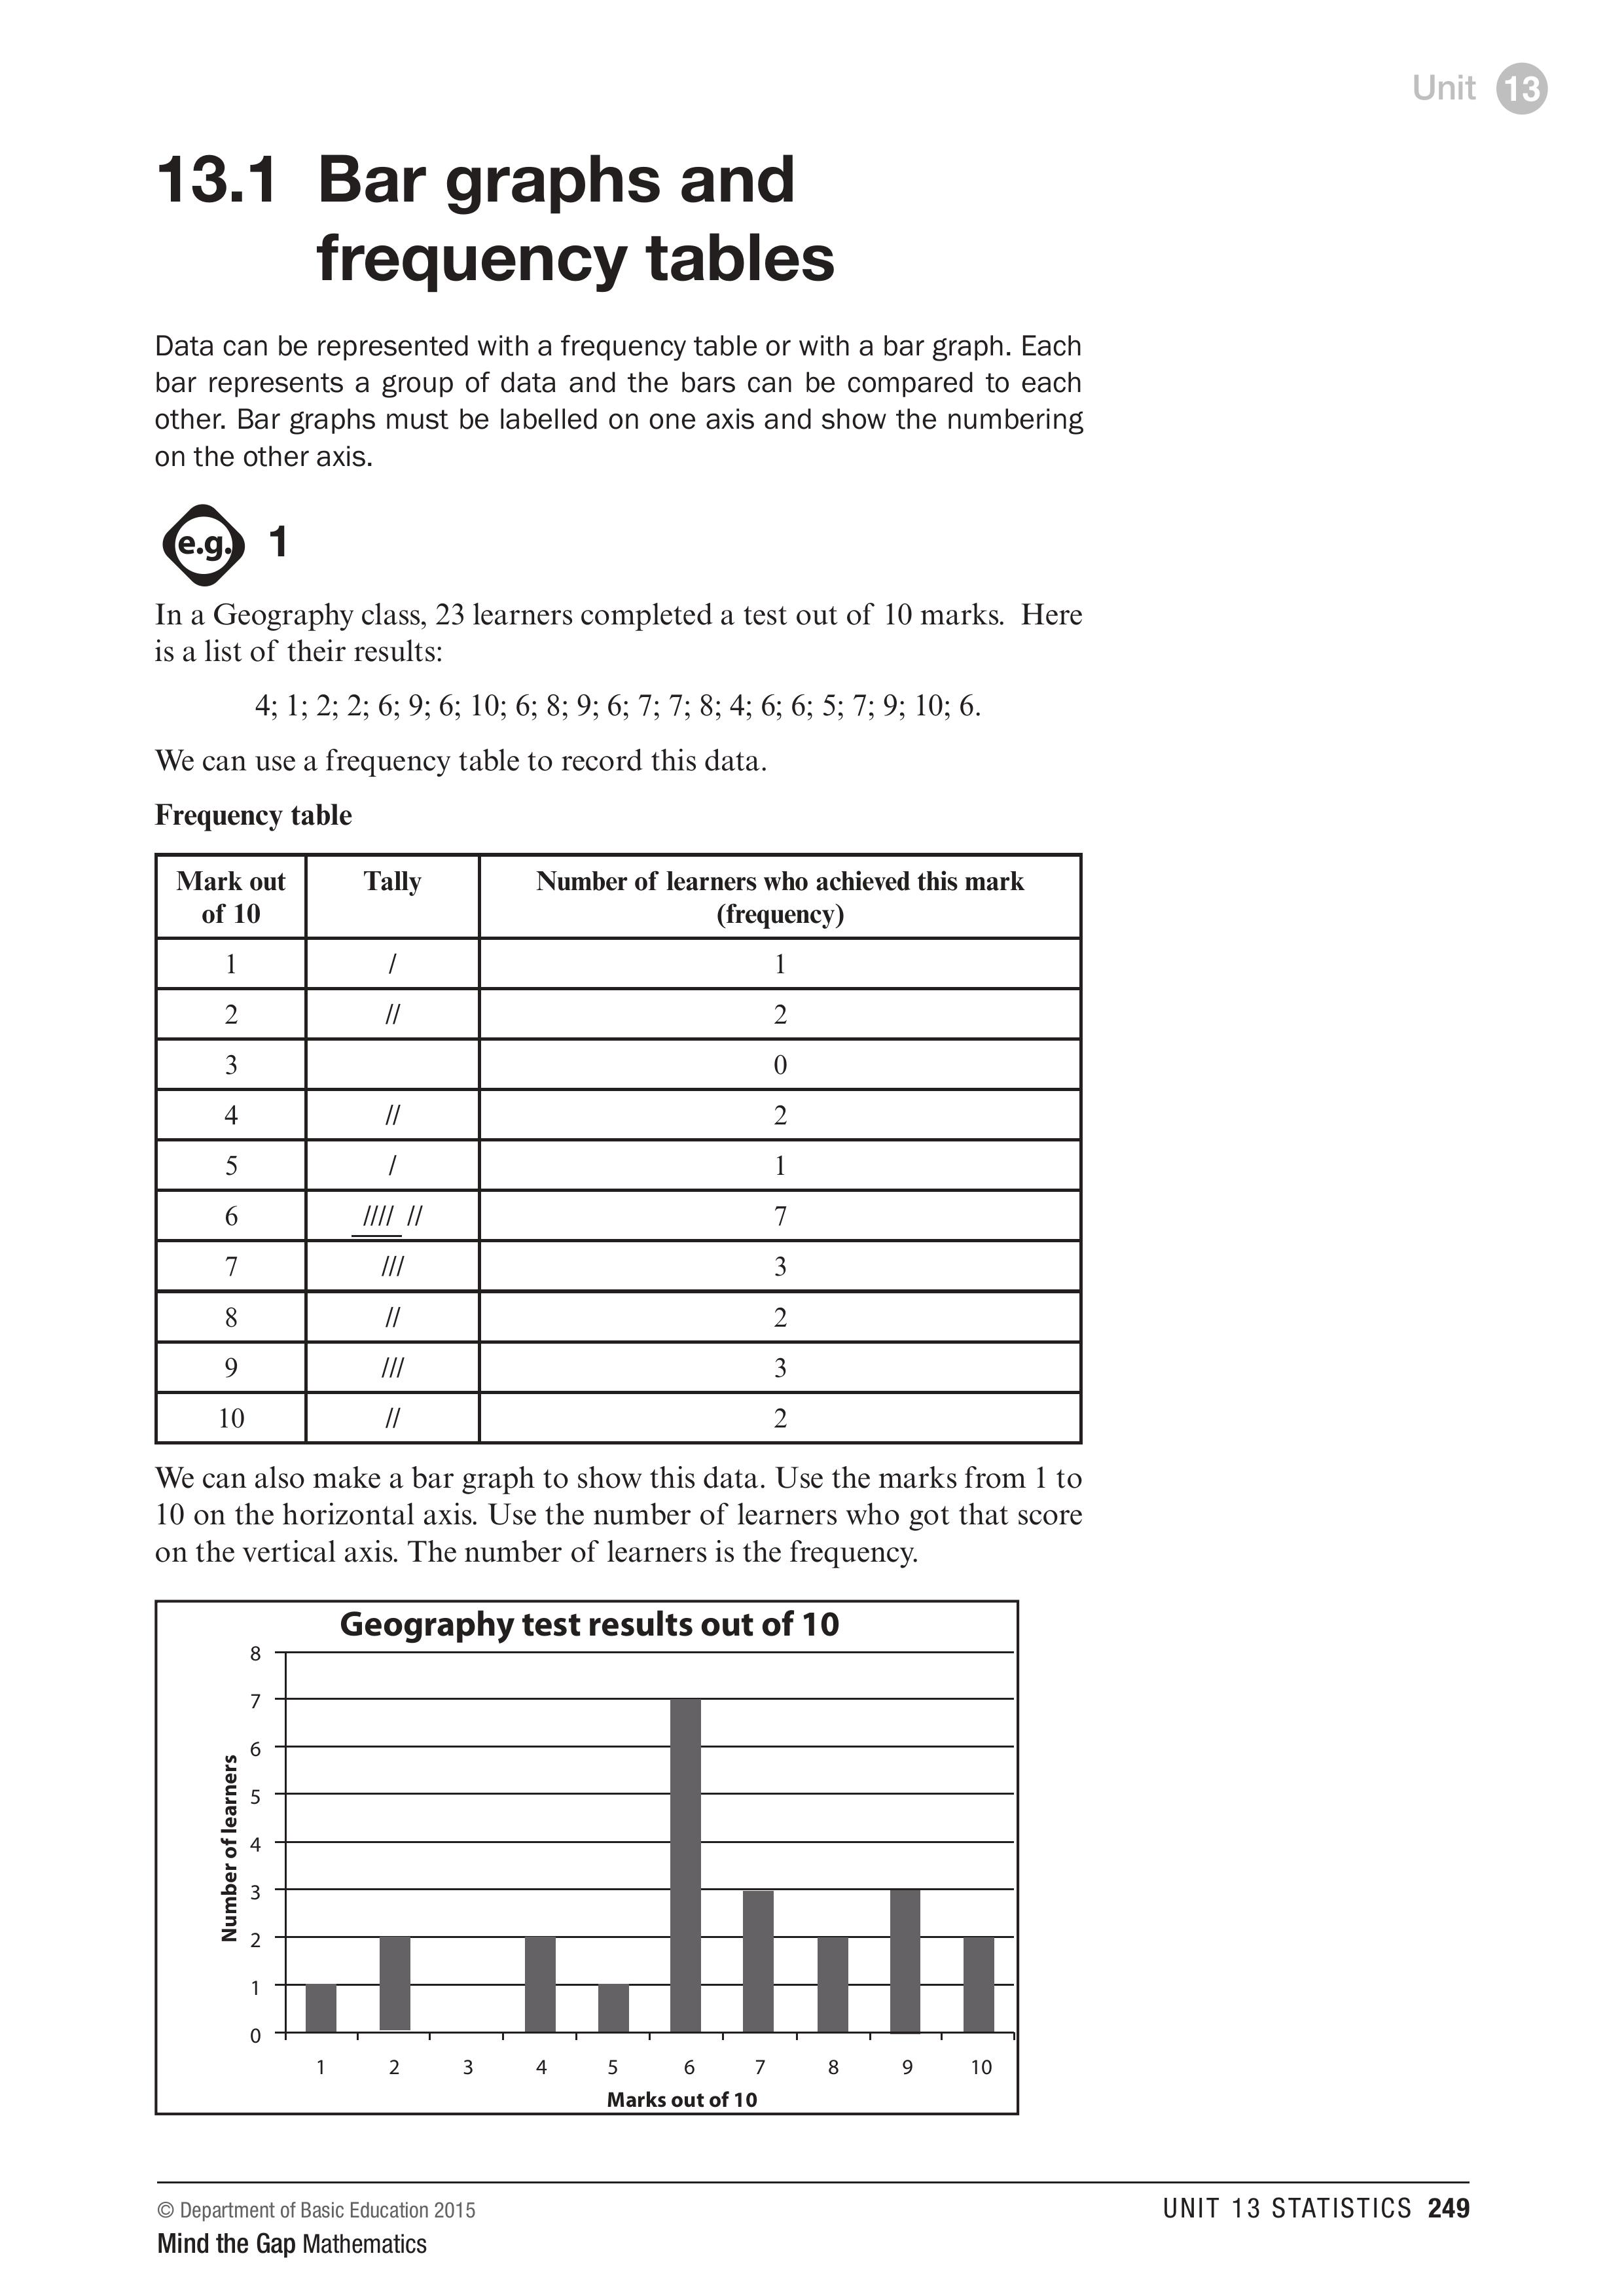 Unit 13
13.1 Bar graphs and
frequency tables
Data can be represented with a frequency table or with a bar graph. Each
bar represents a group of data and the bars can be compared to each
other. Bar graphs must be labelled on one axis and show the numbering
on the other axis.
e.g. 1
In a Geography class, 23 learners completed a test out of 10 marks. Here
is a list of their results:
4; 1; 2; 2; 6; 9; 6; 10; 6; 8; 9; 6; 7; 7; 8; 4; 6; 6; 5; 7; 9; 10; 6.
We can use a frequency table to record this data.
Frequency table
Mark out
of 10
Tally
Number of learners who achieved this mark
(frequency)
1 / 1
2 // 2
3 0
4 // 2
5 / 1
6 //// // 7
7 /// 3
8 // 2
9 /// 3
10 // 2
We can also make a bar graph to show this data. Use the marks from 1 to
10 on the horizontal axis. Use the number of learners who got that score
on the vertical axis. The number of learners is the frequency.
Geography test results out of 10
Number of learners
8
7
6
5
4
3
2
1
0
1 2 3 4 5 6 7 8 9 10
Marks out of 10
© Department of Basic Education 2015
Mind the Gap Mathematics
UNIT 13 STATISTICS 249